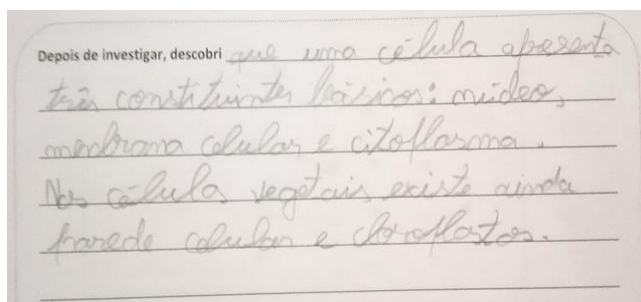 Depois de investigar, descobri que uma célula apresenta
três constituintes básicos: núcleo,
membrana celular e citoplasma.
Nas célula vegetais existe ainda
parede celular e cloroplastos.